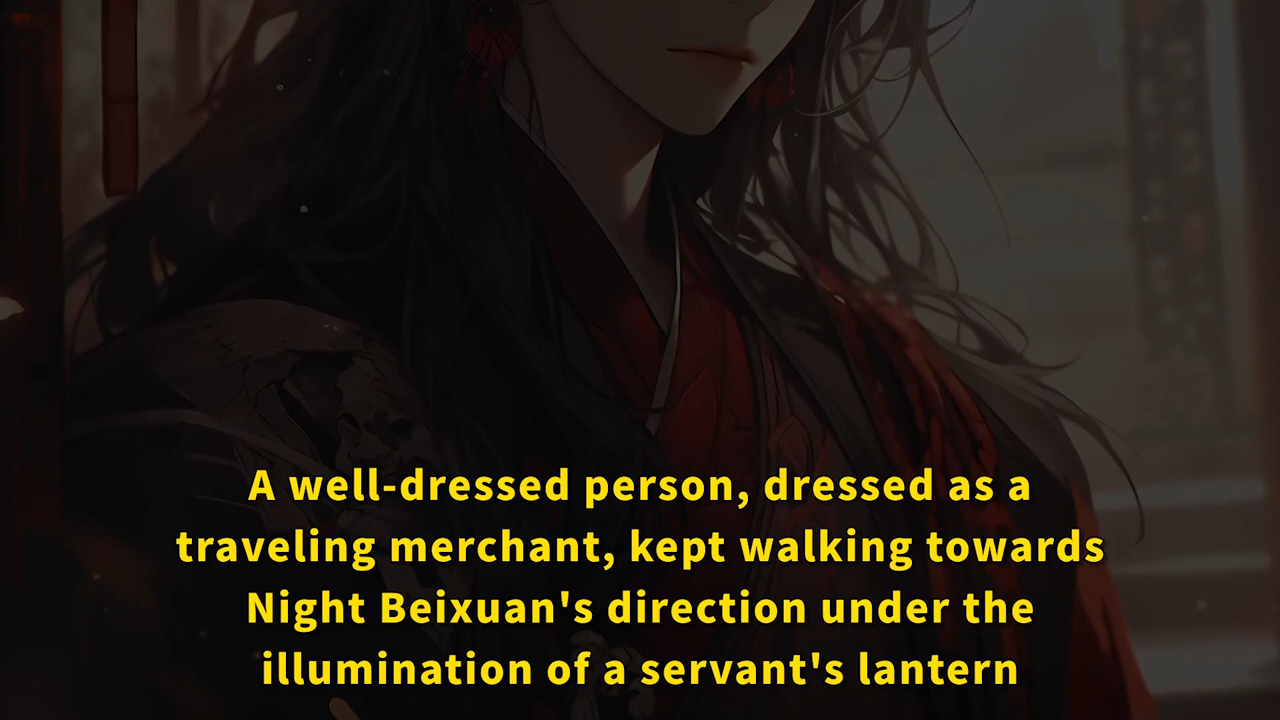 A well-dressed person, dressed as a
traveling merchant, kept walking towards
Night Beixuan's direction under the
illumination of a servant's lantern